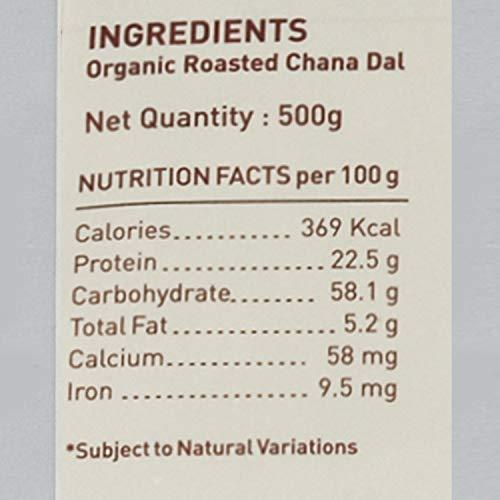 INGREDIENTS
Organic Roasted Chana Dal
Net Quantity : 500g
NUTRITION FACTS per 100 g
Calories........... 369 Kcal
Protein ............... 22.5 g
Carbohydrate........ 58.1 g
Total Fat ............... 5.2 g
Calcium............. 58 mg
Iron .................. 9.5 mg
*Subject to Natural Variations